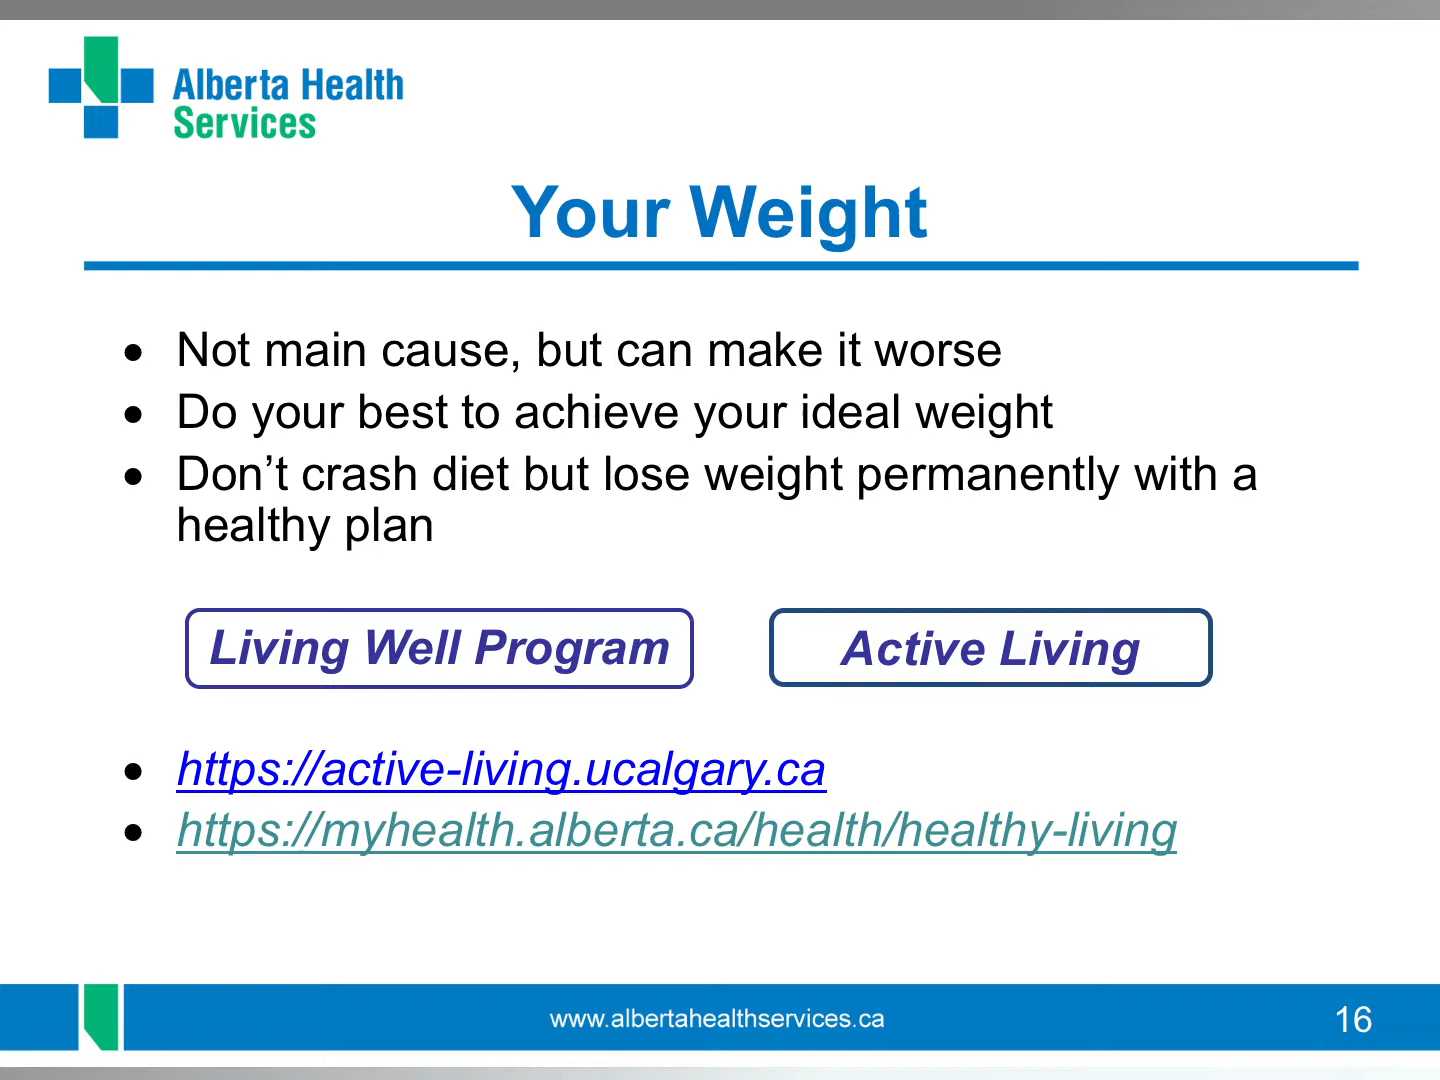 Alberta Health
Services
Your Weight
• Not main cause, but can make it worse
• Do your best to achieve your ideal weight
• Don’t crash diet but lose weight permanently with a
healthy plan
Living Well Program
Active Living
• https://active-living.ucalgary.ca
• https://myhealth.alberta.ca/health/healthy-living
www.albertahealthservices.ca
16